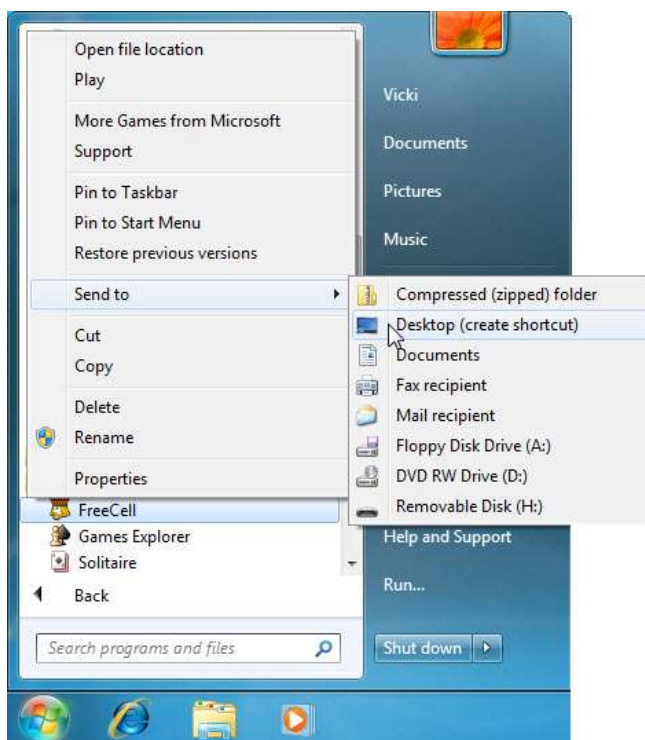 Open file location
Play
More Games from Microsoft
Support
Pin to Taskbar
Pin to Start Menu
Restore previous versions
Send to
Cut
Copy
Delete
Rename
Properties
FreeCell
Games Explorer
Solitaire
Back
Search programs and files
Vicki
Documents
Pictures
Music
Compressed (zipped) folder
Desktop (create shortcut)
Documents
Fax recipient
Mail recipient
Floppy Disk Drive (A:)
DVD RW Drive (D:)
Removable Disk (H:)
Help and Support
Run...
Shut down